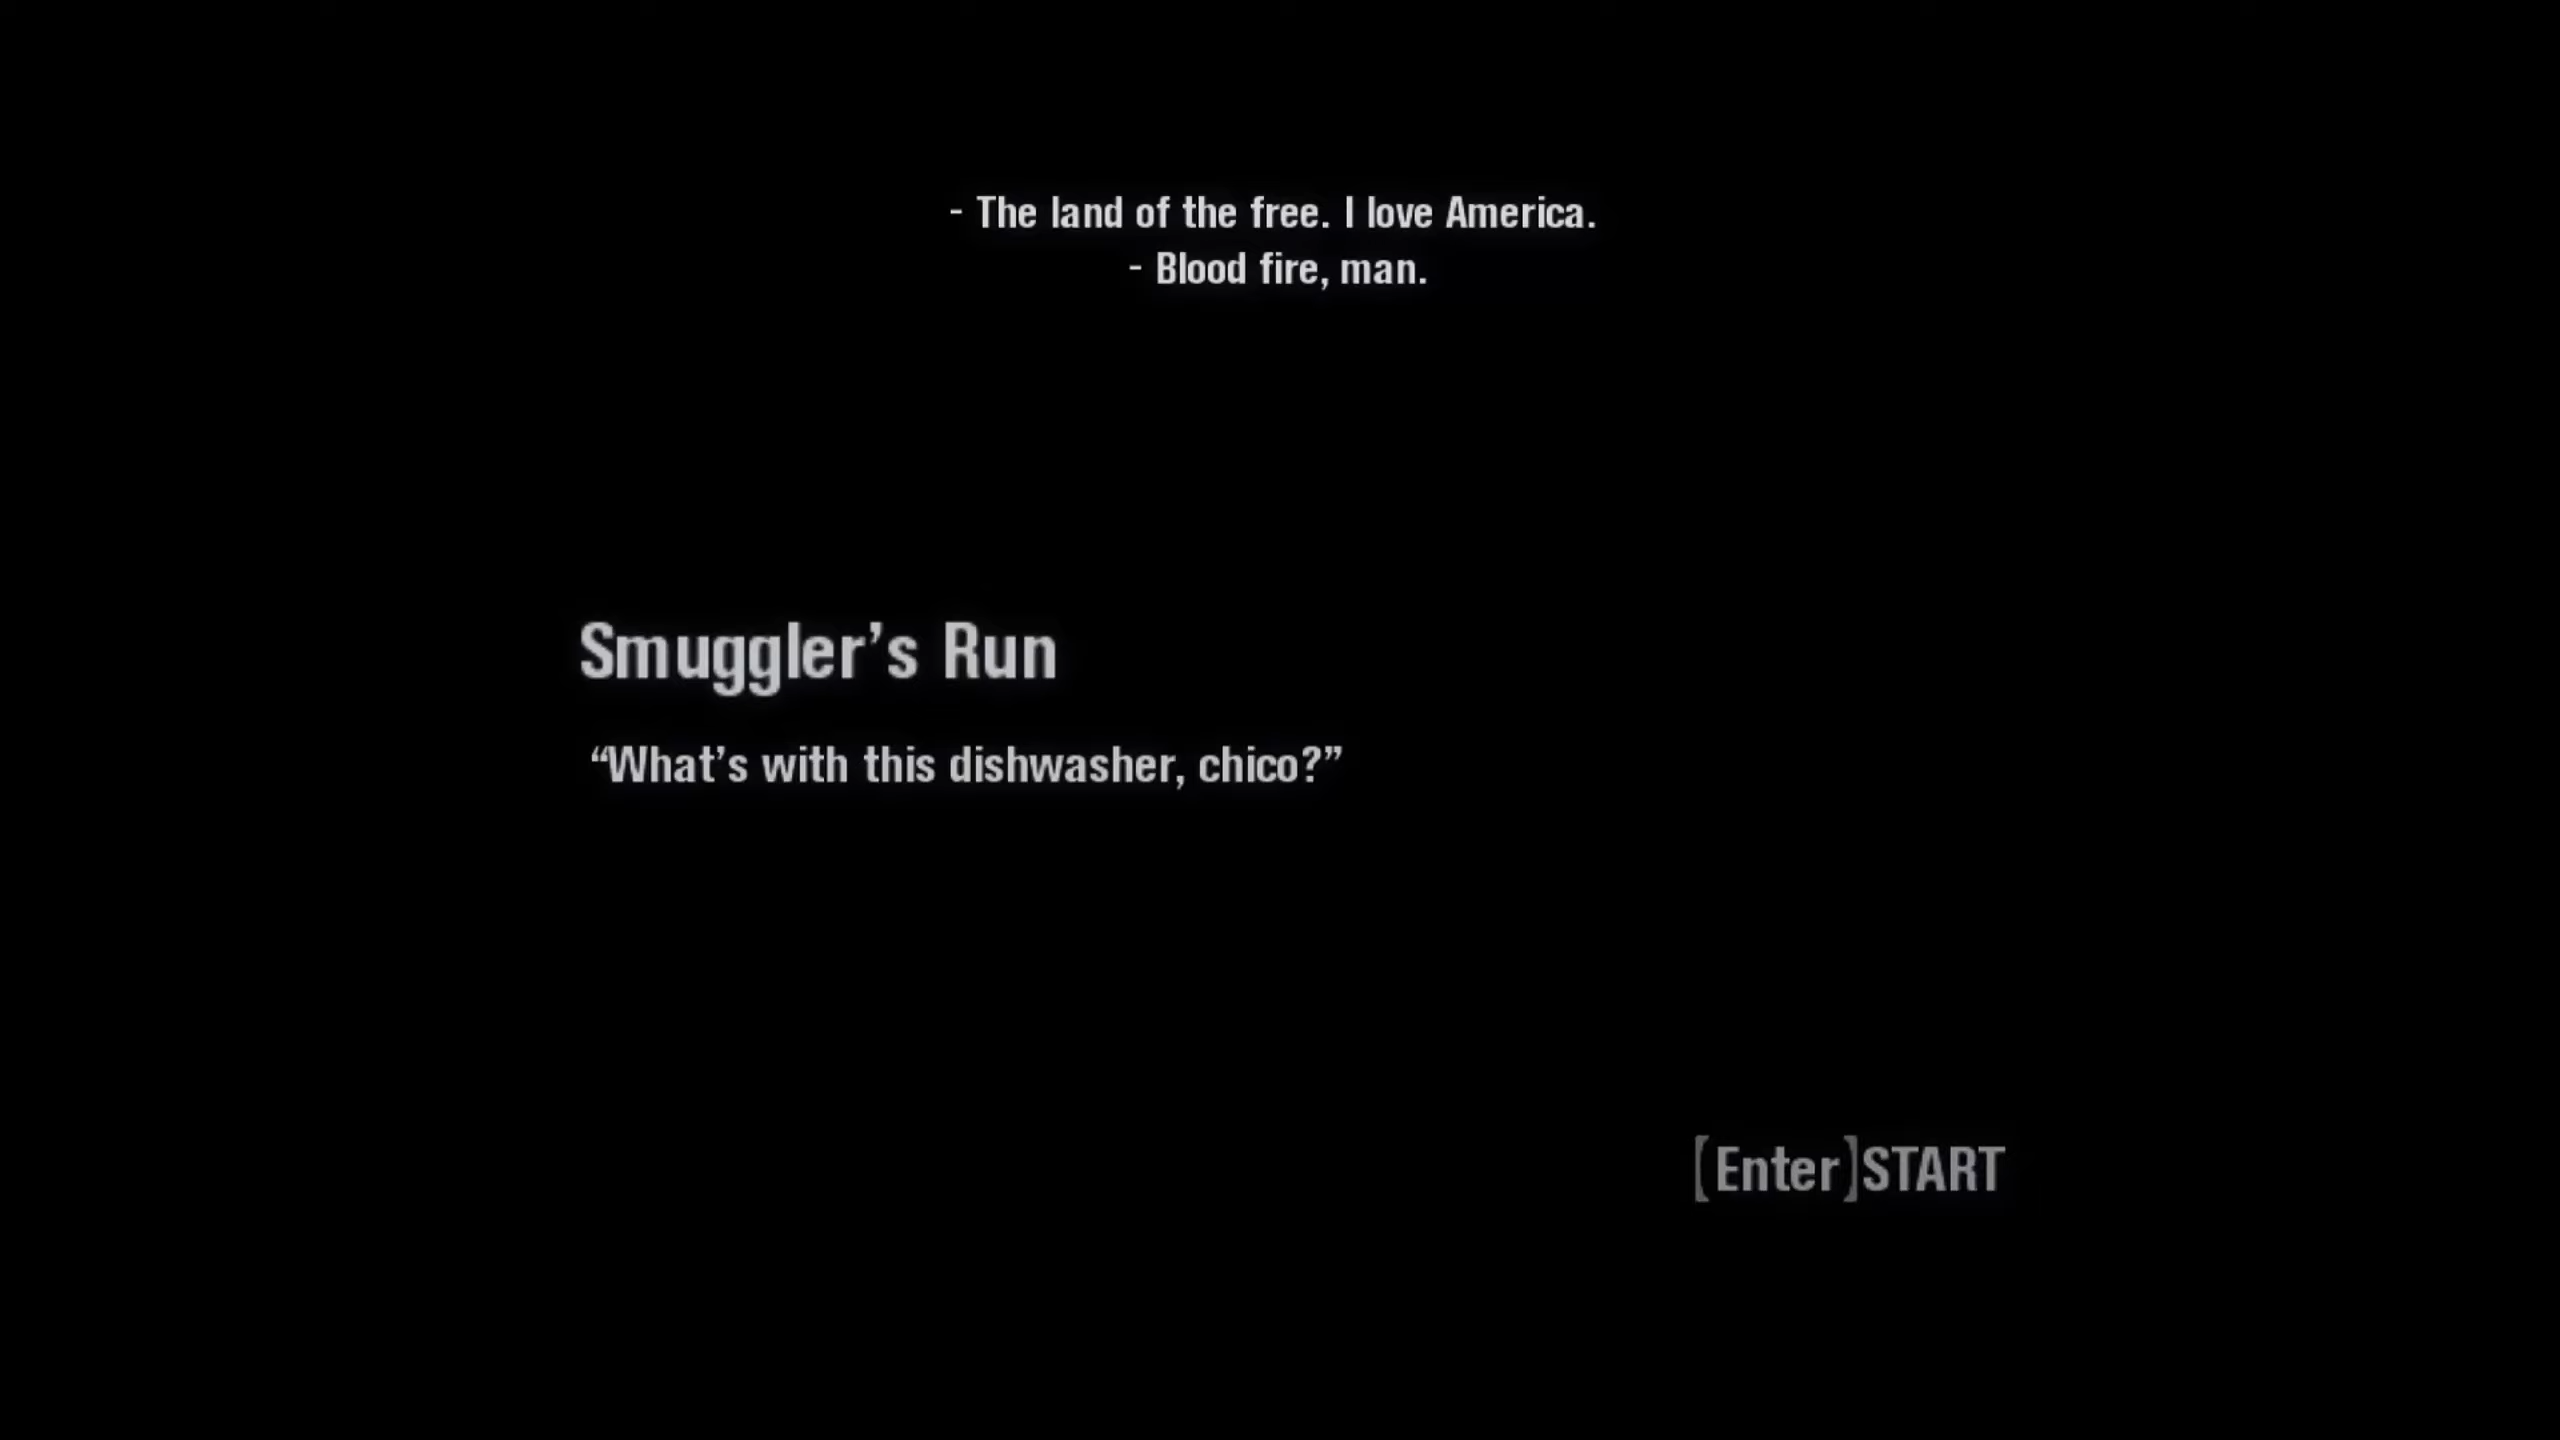 - The land of the free. I love America.
- Blood fire, man.
Smuggler’s Run
“What’s with this dishwasher, chico?”
[Enter]START